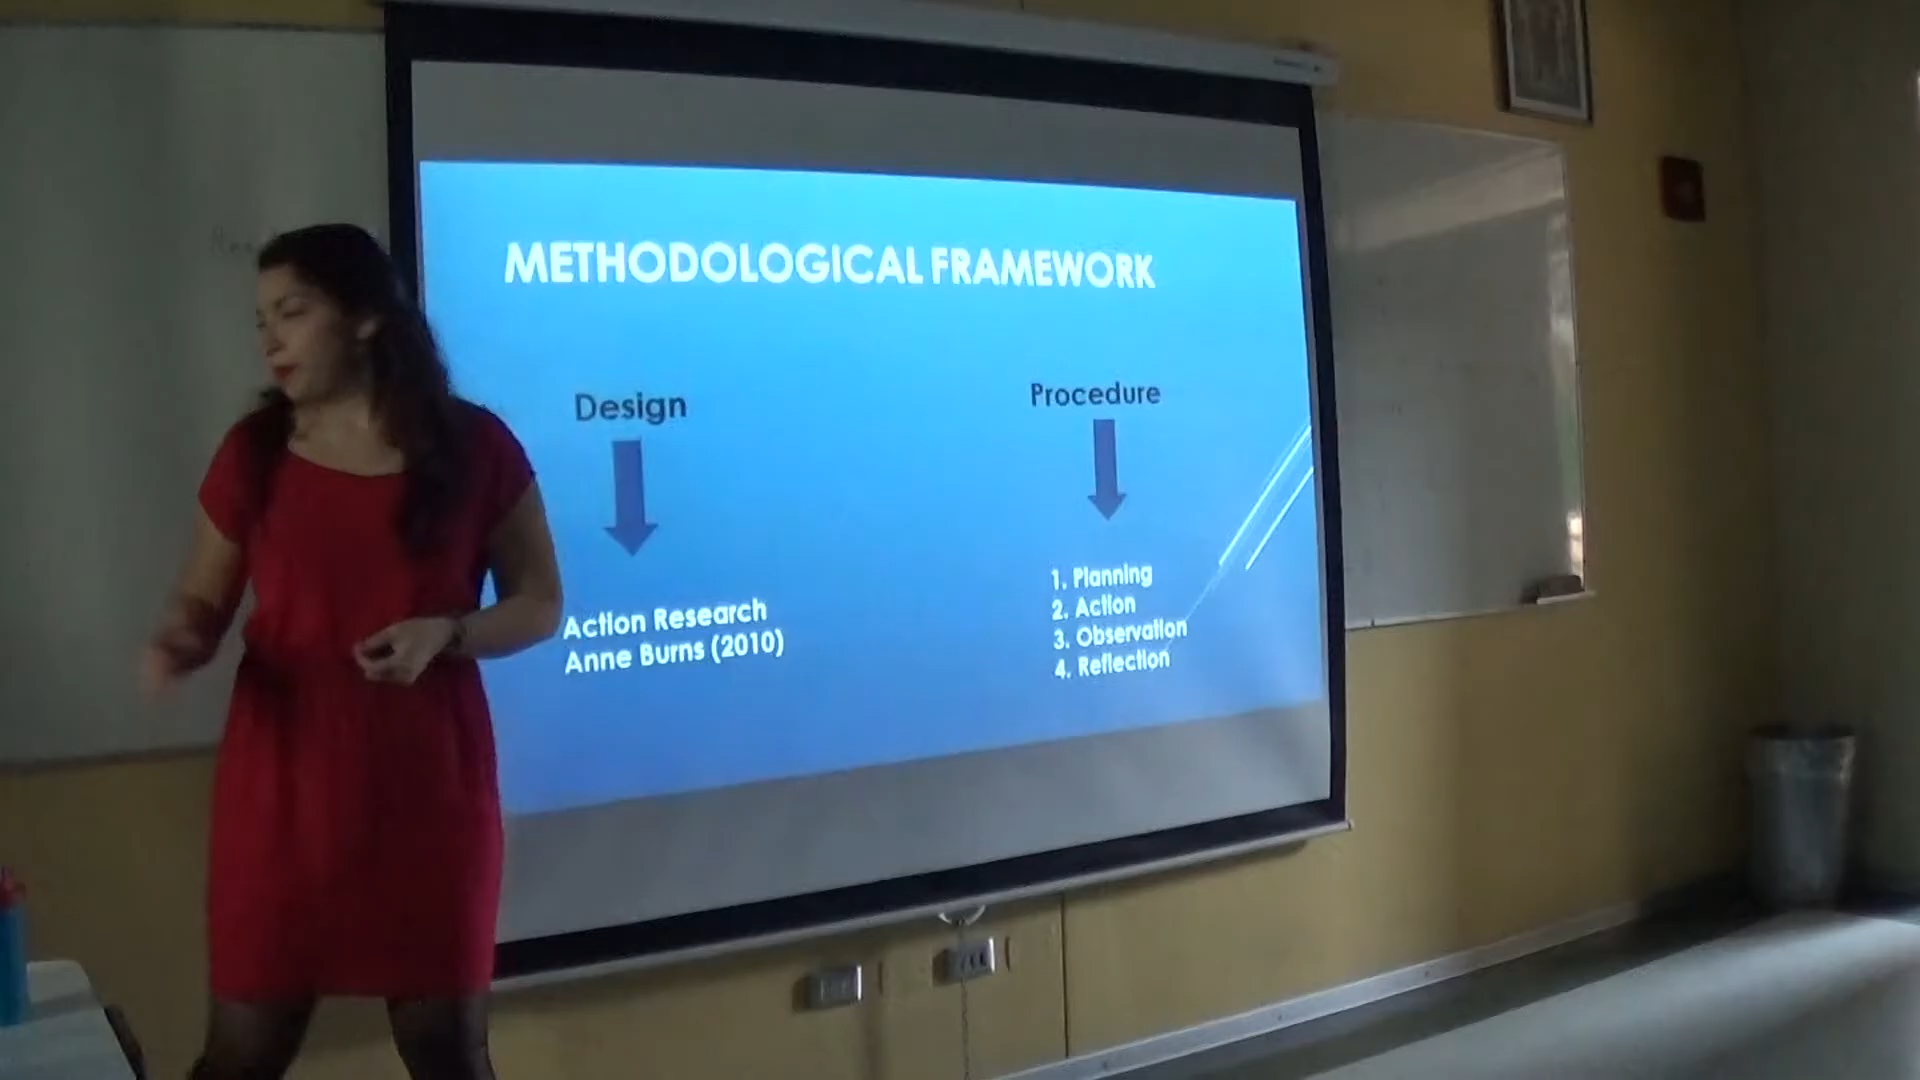 METHODOLOGICAL FRAMEWORK
Design
Action Research
Anne Burns (2010)
Procedure
1. Planning
2. Action
3. Observation
4. Reflection